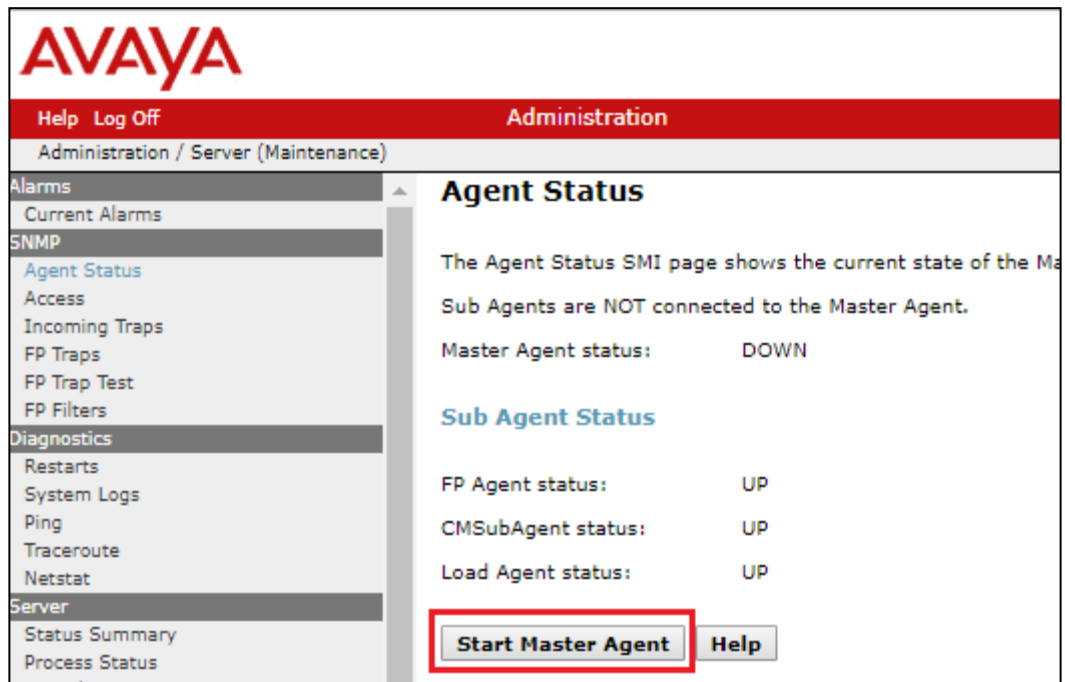 AVAYA
Help Log Off
Administration
Administration / Server (Maintenance)
Alarms
Current Alarms
SNMP
Agent Status
Access
Incoming Traps
FP Traps
FP Trap Test
FP Filters
Diagnostics
Restarts
System Logs
Ping
Traceroute
Netstat
Server
Status Summary
Process Status
Agent Status
The Agent Status SMI page shows the current state of the
Sub Agents are NOT connected to the Master Agent.
Master Agent status: DOWN
Sub Agent Status
FP Agent status: UP
CMSubAgent status: UP
Load Agent status: UP
Start Master Agent Help